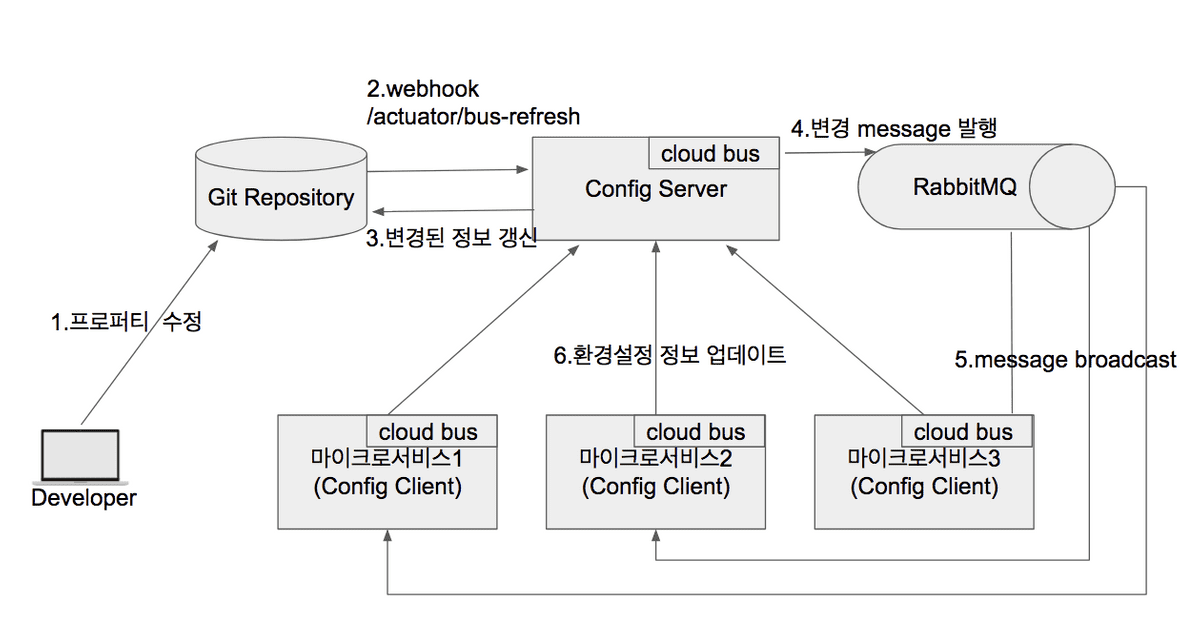 2.webhook
/actuator/bus-refresh
4.변경 message 발행
cloud bus
Config Server
RabbitMQ
Git Repository
3.변경된 정보 갱신
1.프로퍼티 수정
6.환경설정 정보 업데이트
5.message broadcast
cloud bus
마이크로서비스1
(Config Client)
cloud bus
마이크로서비스2
(Config Client)
cloud bus
마이크로서비스3
(Config Client)
Developer